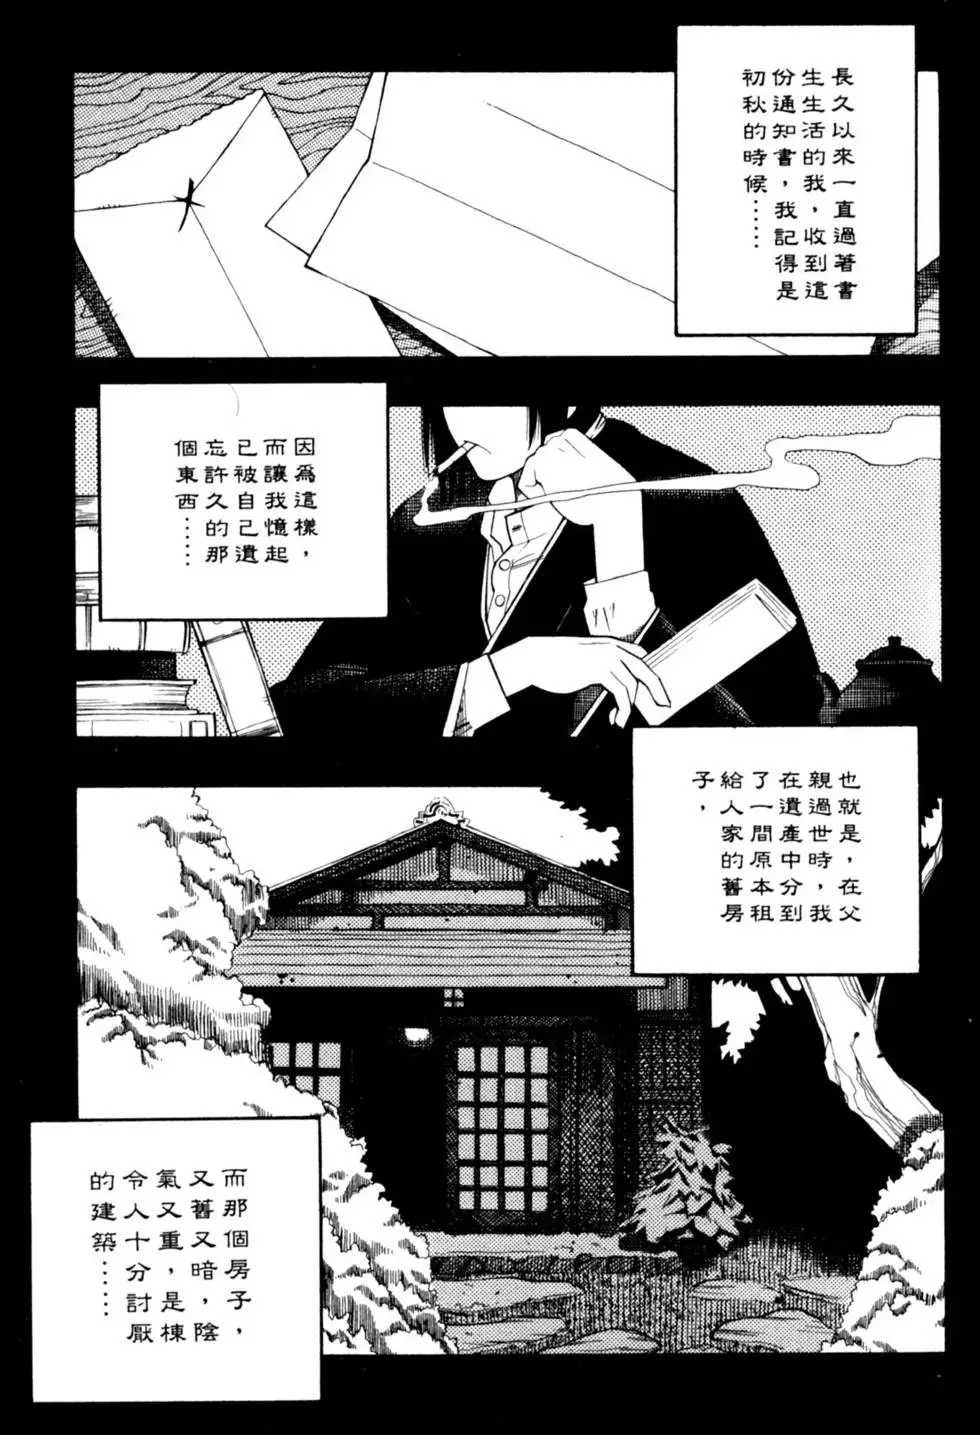 長久以來一直過著書
生生活的我，收到這
份通知書，我記得是
初秋的時候……
因為這樣，
而讓我憶起
已被自己遺
忘許久的那
個東西……
也就是，在父
親過世時，我
在遺產中分到
了一間原本租
給人家的舊房
子，
而那個房子，
又舊又暗，陰
氣又重，是棟
令人十分討厭
的建築……